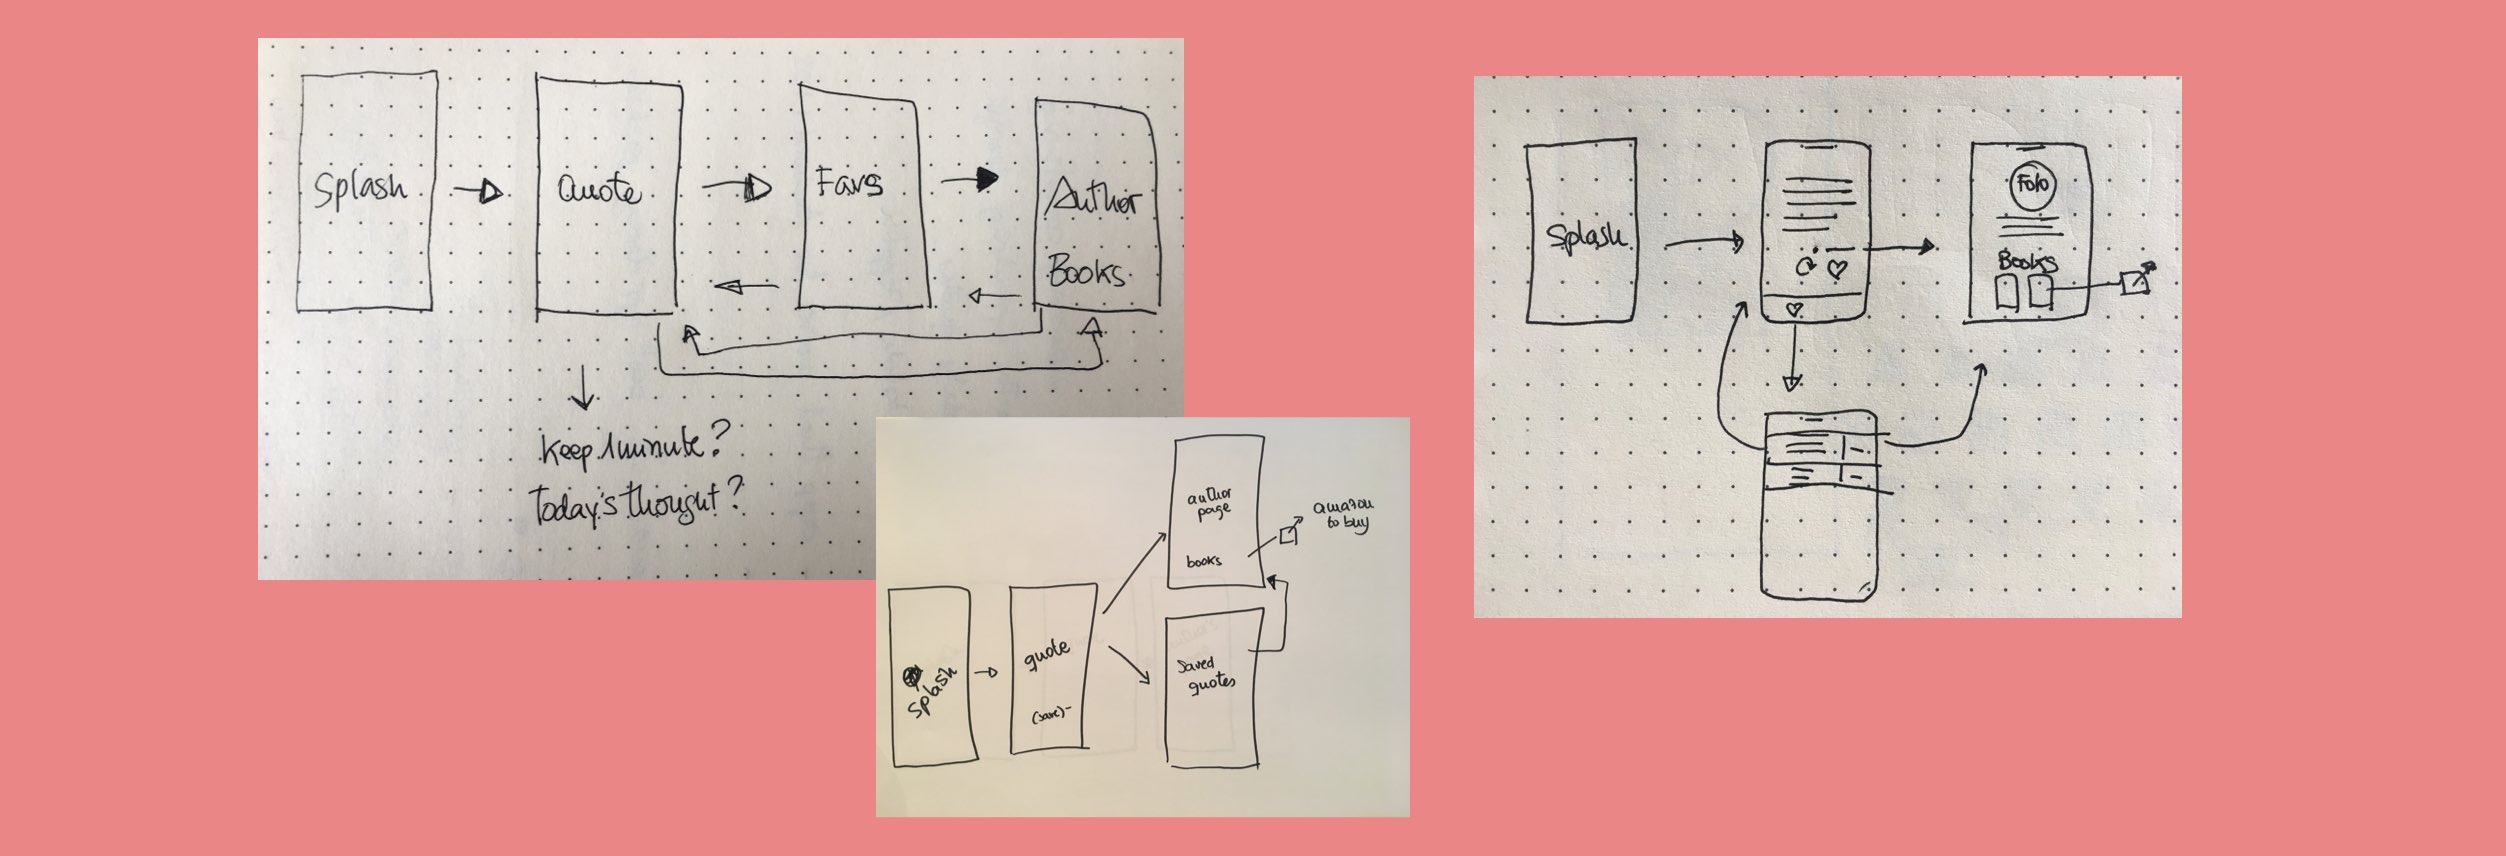 Splash
Quote
Favs
Author
Books
Keep 1 minute?
Today's thought?
Splash
quote
(save)-
author
page
books
amazon
to buy
Saved
quotes
Splash
Foto
Books